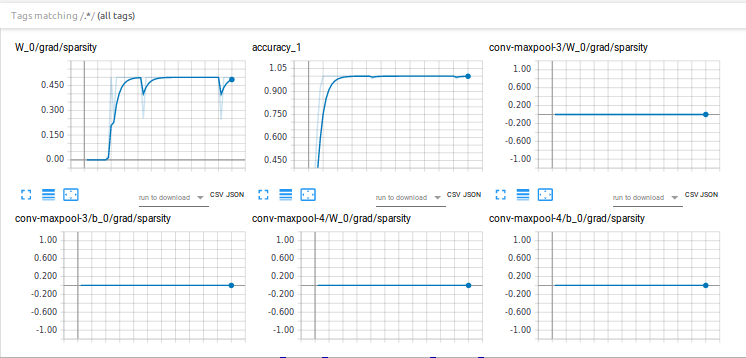 Tags matching /.*/ (all tags)
W_0/grad/sparsity
accuracy_1
conv-maxpool-3/W_0/grad/sparsity
0.450
0.300
0.150
0.00
1.05
0.900
0.750
0.600
0.450
1.00
0.600
0.200
-0.200
-0.600
-1.00
run to download
CSV JSON
run to download
CSV JSON
run to download
CSV JSON
conv-maxpool-3/b_0/grad/sparsity
conv-maxpool-4/W_0/grad/sparsity
conv-maxpool-4/b_0/grad/sparsity
1.00
0.600
0.200
-0.200
-0.600
-1.00
1.00
0.600
0.200
-0.200
-0.600
-1.00
1.00
0.600
0.200
-0.200
-0.600
-1.00